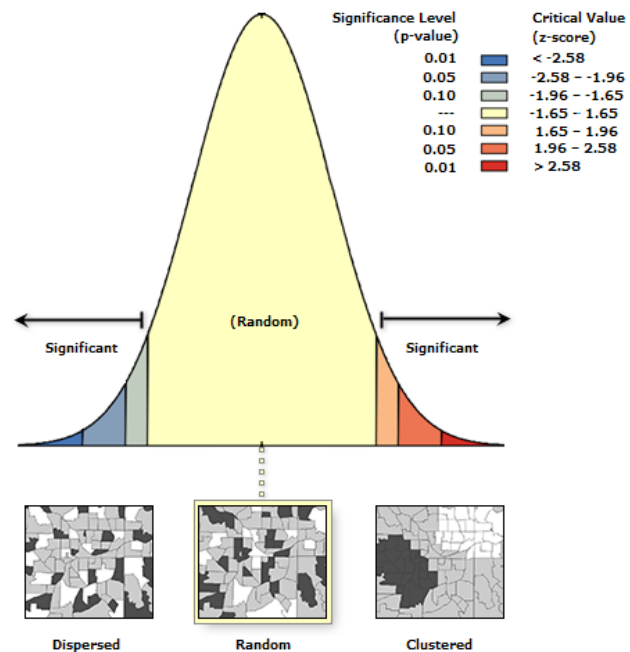 Significance Level Critical Value
(p-value) (z-score)
0.01 < -2.58
0.05 -2.58 – -1.96
0.10 -1.96 – -1.65
--- -1.65 - 1.65
0.10 1.65 – 1.96
0.05 1.96 – 2.58
0.01 > 2.58
(Random)
Significant Significant
Dispersed Random Clustered